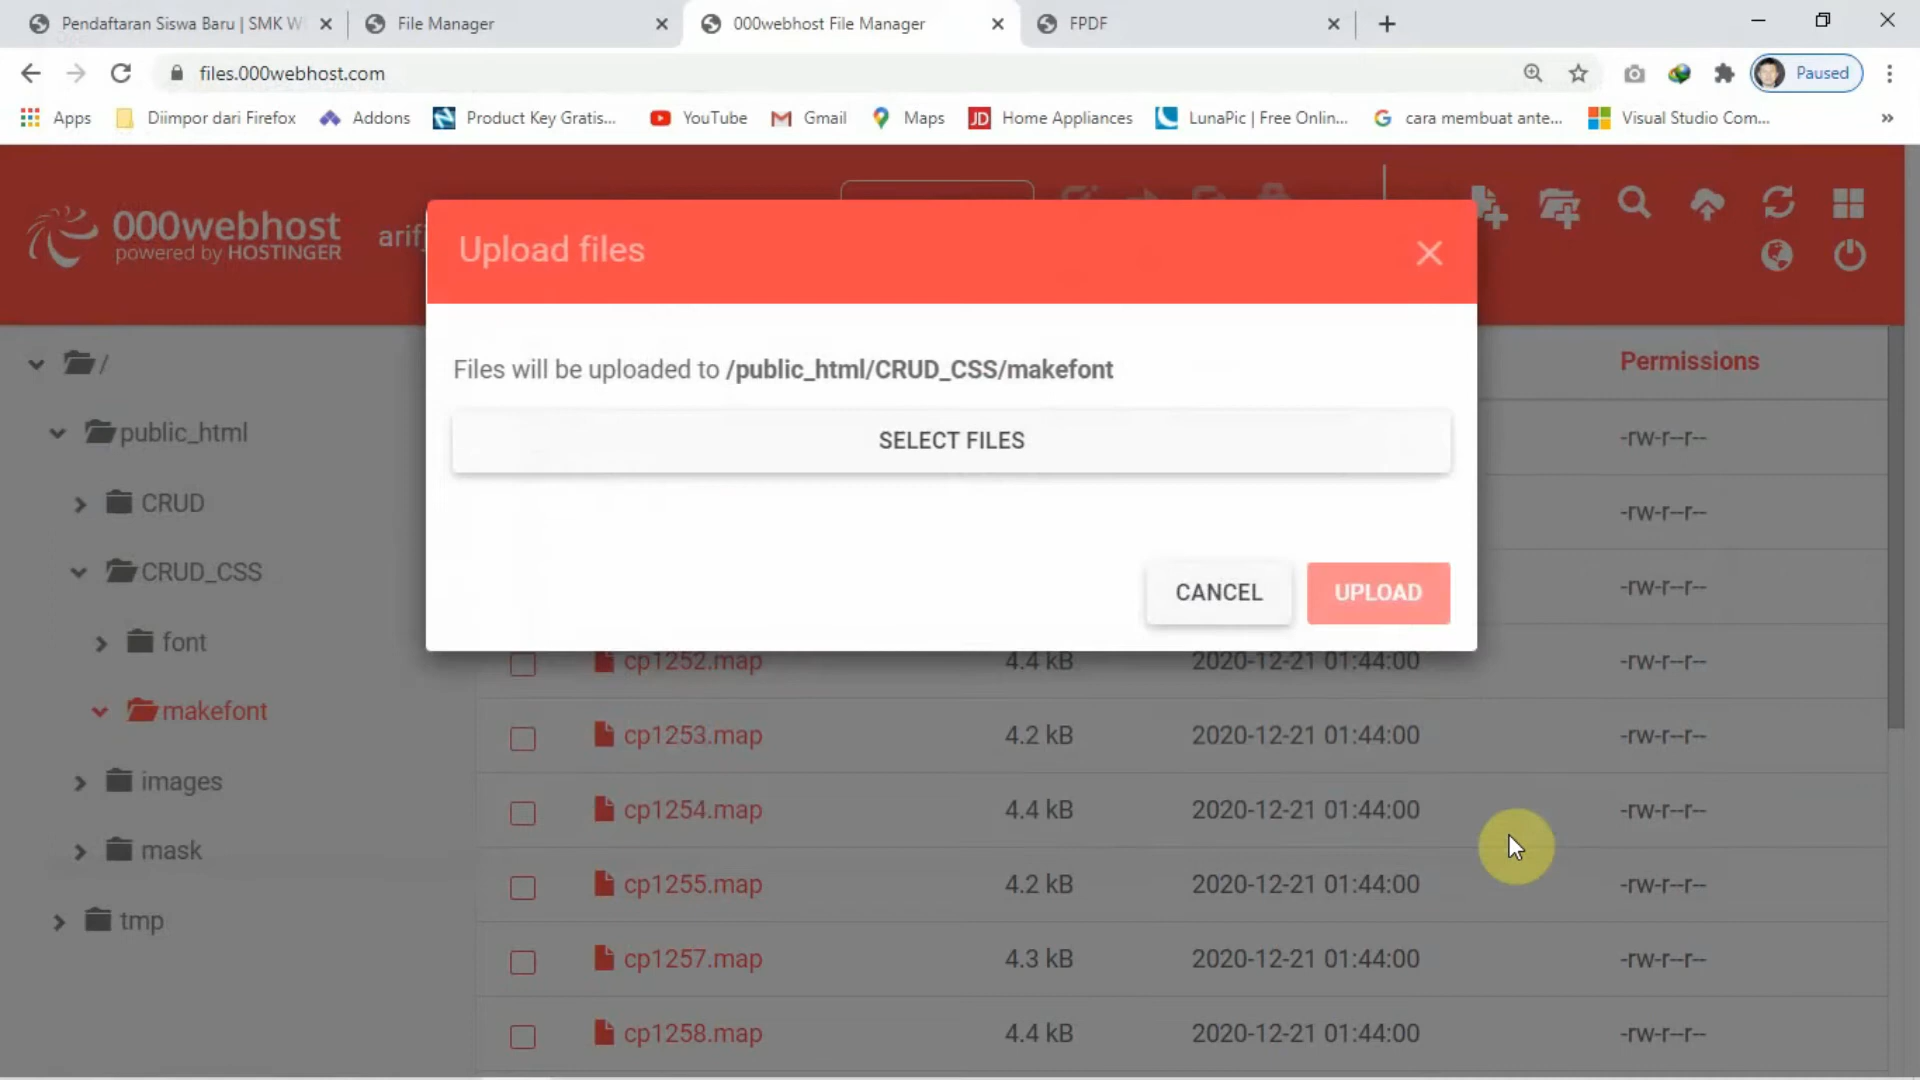 Pendaftaran Siswa Baru | SMK W
File Manager
000webhost File Manager
FPDF
files.000webhost.com
Paused
Apps
Diimpor dari Firefox
Addons
Product Key Gratis...
YouTube
Gmail
Maps
JD Home Appliances
LunaPic | Free Onlin...
cara membuat ante...
Visual Studio Com...
»
000webhost
powered by HOSTINGER
Upload files
Files will be uploaded to /public_html/CRUD_CSS/makefont
SELECT FILES
CANCEL
UPLOAD
/
public_html
CRUD
CRUD_CSS
font
makefont
images
mask
tmp
Permissions
-rw-r--r--
-rw-r--r--
-rw-r--r--
cp1252.map 4.4 kB 2020-12-21 01:44:00 -rw-r--r--
cp1253.map 4.2 kB 2020-12-21 01:44:00 -rw-r--r--
cp1254.map 4.4 kB 2020-12-21 01:44:00 -rw-r--r--
cp1255.map 4.2 kB 2020-12-21 01:44:00 -rw-r--r--
cp1257.map 4.3 kB 2020-12-21 01:44:00 -rw-r--r--
cp1258.map 4.4 kB 2020-12-21 01:44:00 -rw-r--r--